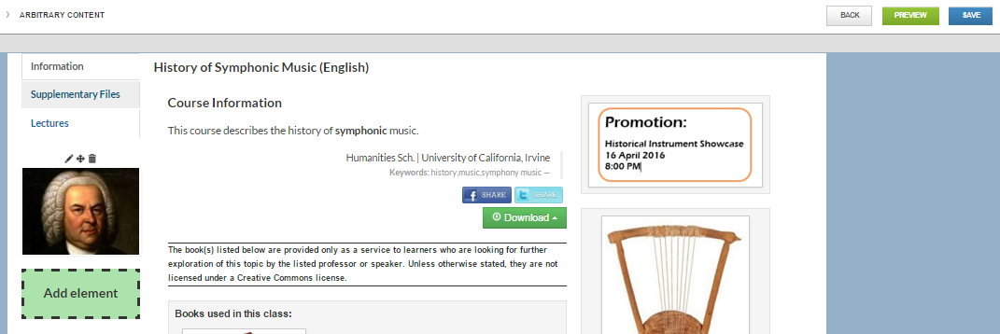 ARBITRARY CONTENT
BACK
PREVIEW
SAVE
Information
Supplementary Files
Lectures
Add element
History of Symphonic Music (English)
Course Information
This course describes the history of symphonic music.
Humanities Sch. | University of California, Irvine
Keywords: history,music,symphony music —
f SHARE
t SHARE
Download
The book(s) listed below are provided only as a service to learners who are looking for further
exploration of this topic by the listed professor or speaker. Unless otherwise stated, they are not
licensed under a Creative Commons license.
Books used in this class:
Promotion:
Historical Instrument Showcase
16 April 2016
8:00 PM